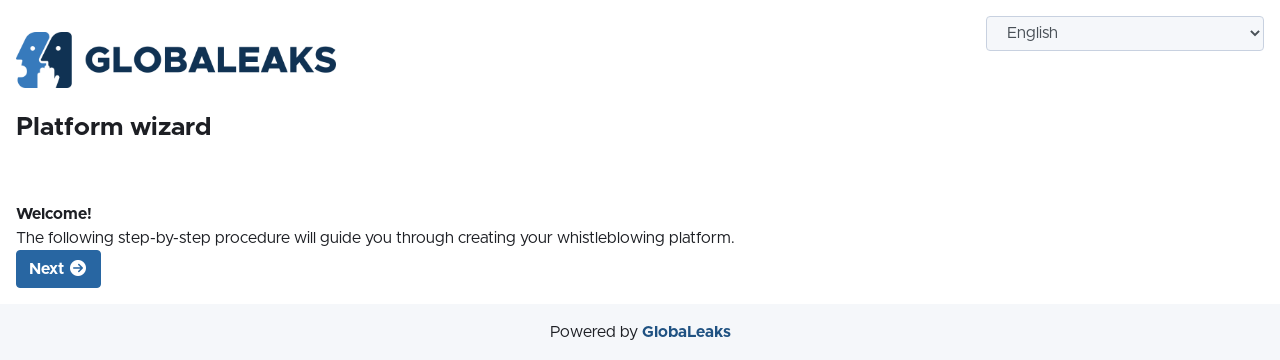 GLOBALEAKS
English
Platform wizard
Welcome!
The following step-by-step procedure will guide you through creating your whistleblowing platform.
Next
Powered by GlobaLeaks